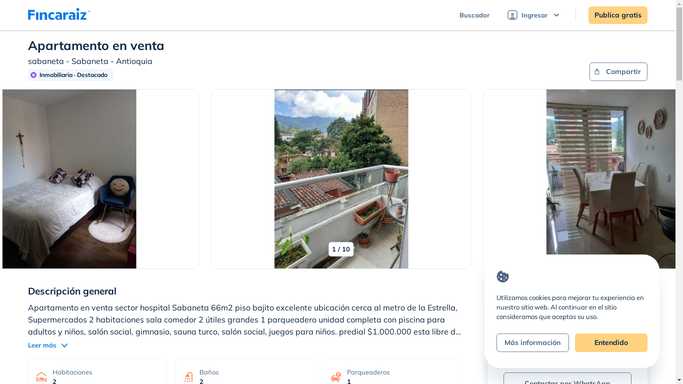 Fincaraiz
Buscador
Ingresar
Publica gratis
Apartamento en venta
sabaneta - Sabaneta - Antioquia
Inmobiliaria - Destacado
Compartir
1 / 10
Descripción general
Apartamento en venta sector hospital Sabaneta 66m2 piso bajito excelente ubicación cerca al metro de la Estrella,
Supermercados 2 habitaciones sala comedor 2 útiles grandes 1 parqueadero unidad completa con piscina para
adultos y niños, salón social, gimnasio, sauna turco, salón social, juegos para niños. predial $1.000.000 esta libre d...
Leer más
Habitaciones
2
Baños
2
Parqueaderos
1
Utilizamos cookies para mejorar tu experiencia en
nuestro sitio web. Al continuar en el sitio
consideramos que aceptas su uso.
Más información
Entendido
Contactar por WhatsApp